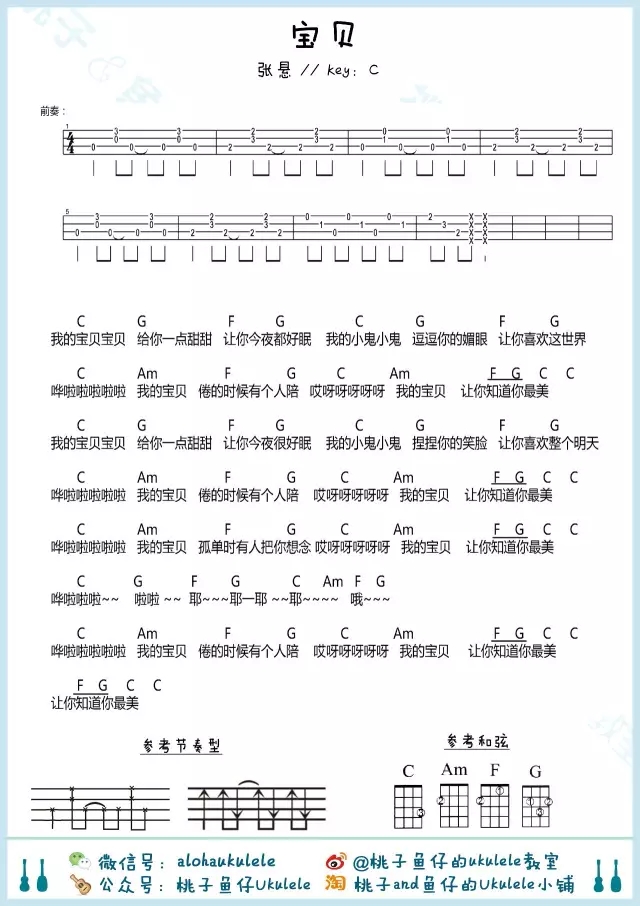 宝贝
张悬 // key: C
前奏:
C G F G C G F G
我的宝贝宝贝 给你一点甜甜 让你今夜都好眠 我的小鬼小鬼 逗逗你的媚眼 让你喜欢这世界
C Am F G C Am F G C C
哗啦啦啦啦啦 我的宝贝 倦的时候有个人陪 哎呀呀呀呀呀 我的宝贝 让你知道你最美
C G F G C G F G
我的宝贝宝贝 给你一点甜甜 让你今夜很好眠 我的小鬼小鬼 捏捏你的笑脸 让你喜欢整个明天
C Am F G C Am F G C C
哗啦啦啦啦啦 我的宝贝 倦的时候有个人陪 哎呀呀呀呀呀 我的宝贝 让你知道你最美
C Am F G C Am F G C C
哗啦啦啦啦啦 我的宝贝 孤单时有人把你想念 哎呀呀呀呀呀 我的宝贝 让你知道你最美
C G F G C Am F G
哗啦啦啦~~ 啦啦 ~~ 耶~~~耶一耶 ~~耶~~~~ 哦~~~
C Am F G C Am F G C C
哗啦啦啦啦啦 我的宝贝 倦的时候有个人陪 哎呀呀呀呀呀 我的宝贝 让你知道你最美
F G C C
让你知道你最美
参考节奏型
参考和弦
C Am F G
微信号: alohaukulele
@桃子鱼仔的ukulele教室
公众号: 桃子鱼仔Ukulele
淘 桃子and鱼仔的Ukulele小铺